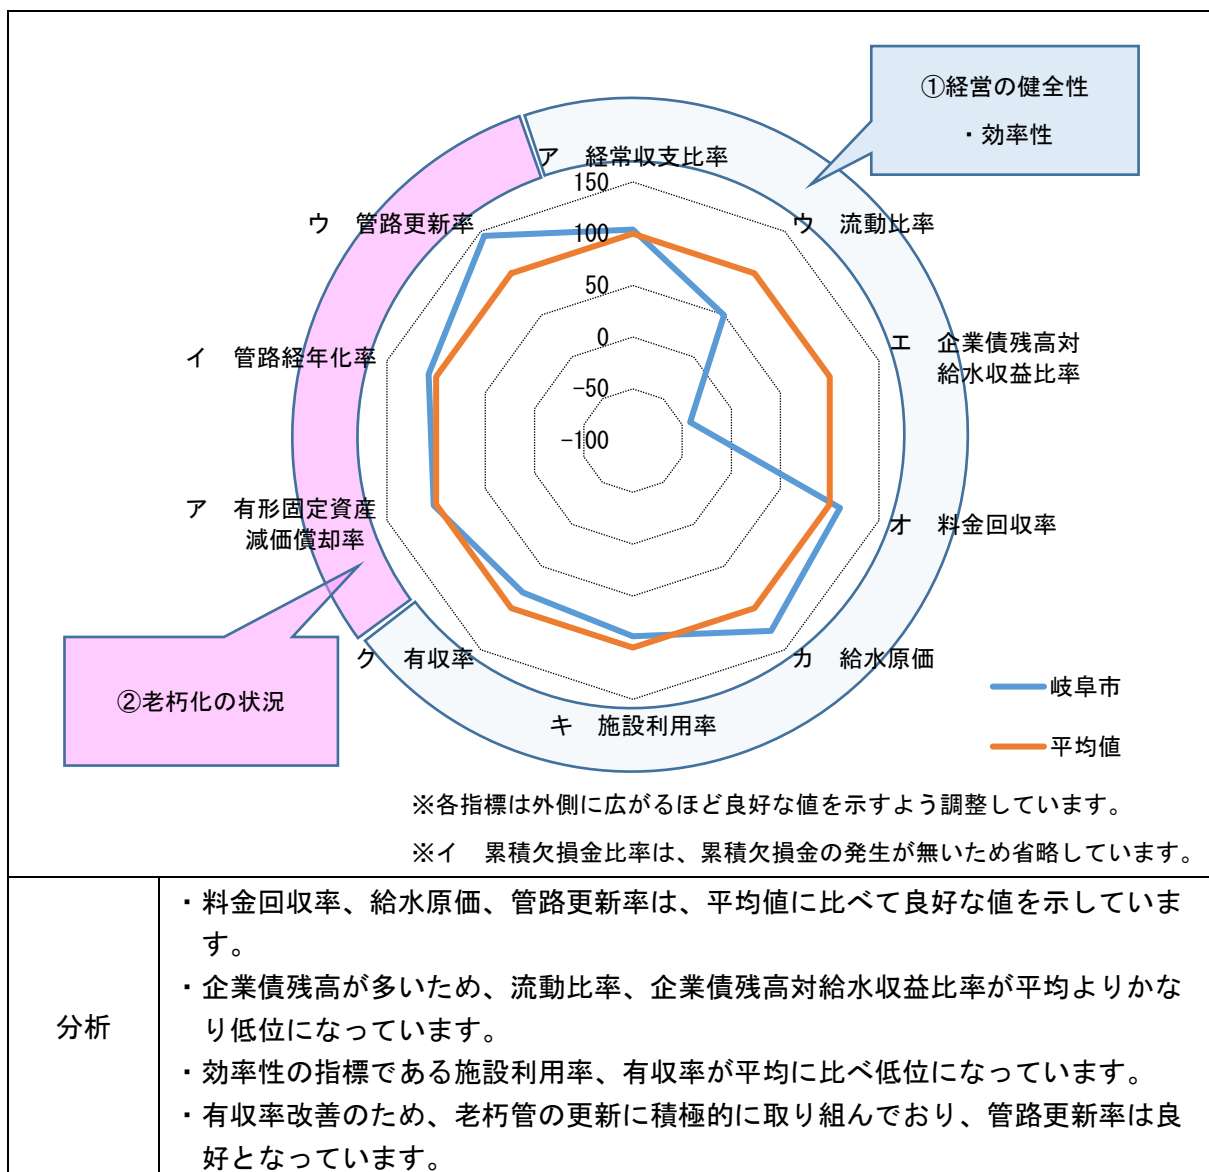 ①経営の健全性
・効率性
ア　経常収支比率
150
100
50
0
−50
−100
ウ　管路更新率
ウ　流動比率
イ　管路経年化率
エ　企業債残高対
給水収益比率
ア　有形固定資産
減価償却率
オ　料金回収率
ク　有収率
カ　給水原価
キ　施設利用率
②老朽化の状況
岐阜市
平均値
※各指標は外側に広がるほど良好な値を示すよう調整しています。
※イ　累積欠損金比率は、累積欠損金の発生が無いため省略しています。
分析
・料金回収率、給水原価、管路更新率は、平均値に比べて良好な値を示していま
す。
・企業債残高が多いため、流動比率、企業債残高対給水収益比率が平均よりかな
り低位になっています。
・効率性の指標である施設利用率、有収率が平均に比べ低位になっています。
・有収率改善のため、老朽管の更新に積極的に取り組んでおり、管路更新率は良
好となっています。